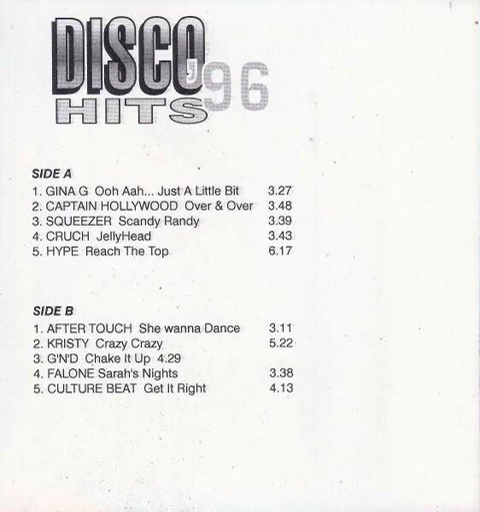 DISCO '96
HITS
SIDE A
1. GINA G Ooh Aah... Just A Little Bit 3.27
2. CAPTAIN HOLLYWOOD Over & Over 3.48
3. SQUEEZER Scandy Randy 3.39
4. CRUCH JellyHead 3.43
5. HYPE Reach The Top 6.17
SIDE B
1. AFTER TOUCH She wanna Dance 3.11
2. KRISTY Crazy Crazy 5.22
3. G'N'D Chake It Up 4.29
4. FALONE Sarah's Nights 3.38
5. CULTURE BEAT Get It Right 4.13